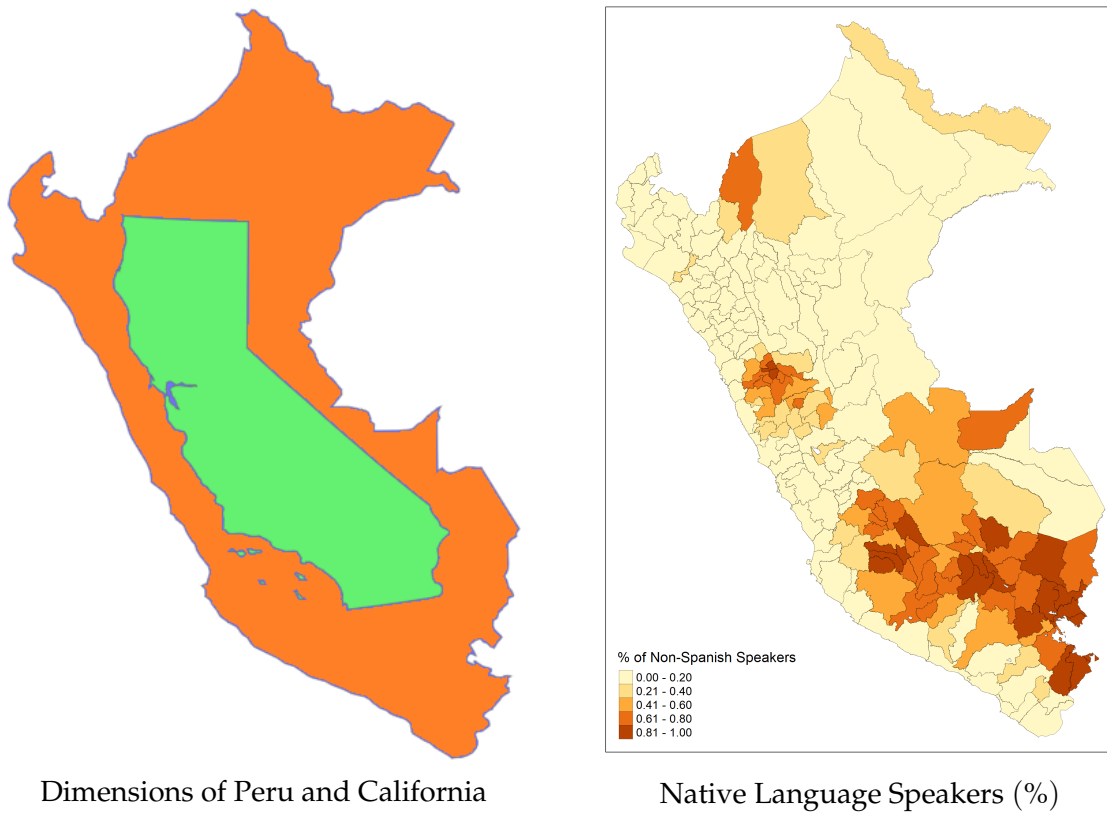 % of Non-Spanish Speakers
0.00 - 0.20
0.21 - 0.40
0.41 - 0.60
0.61 - 0.80
0.81 - 1.00
Dimensions of Peru and California
Native Language Speakers (%)